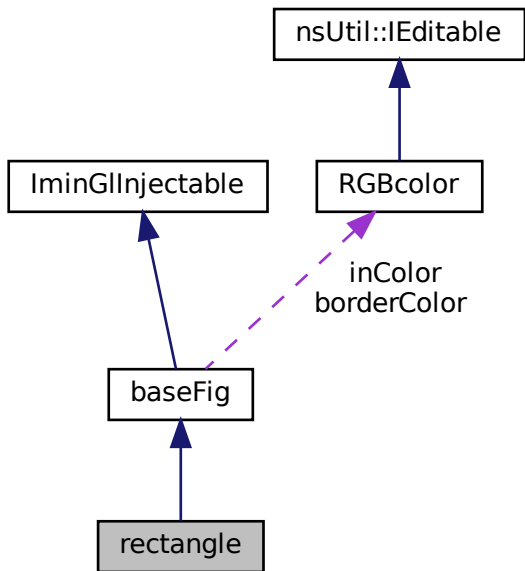 nsUtil::IEditable
IminGlInjectable
RGBcolor
inColor
borderColor
baseFig
rectangle